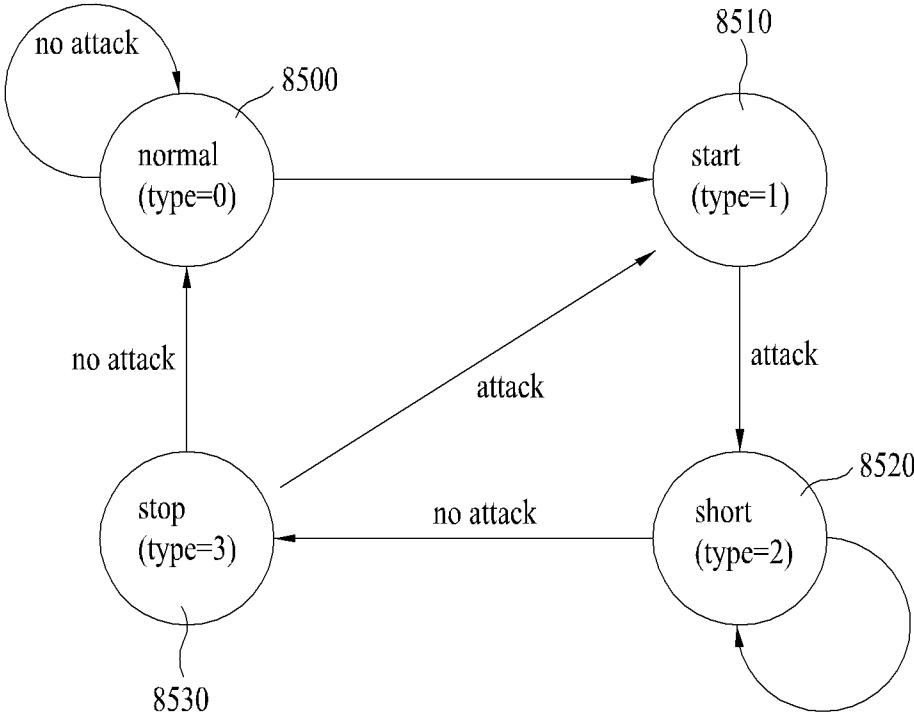 no attack
8510
8500
normal
(type=0)
start
(type=1)
no attack
attack
attack
8520
stop
(type=3)
no attack
short
(type=2)
8530